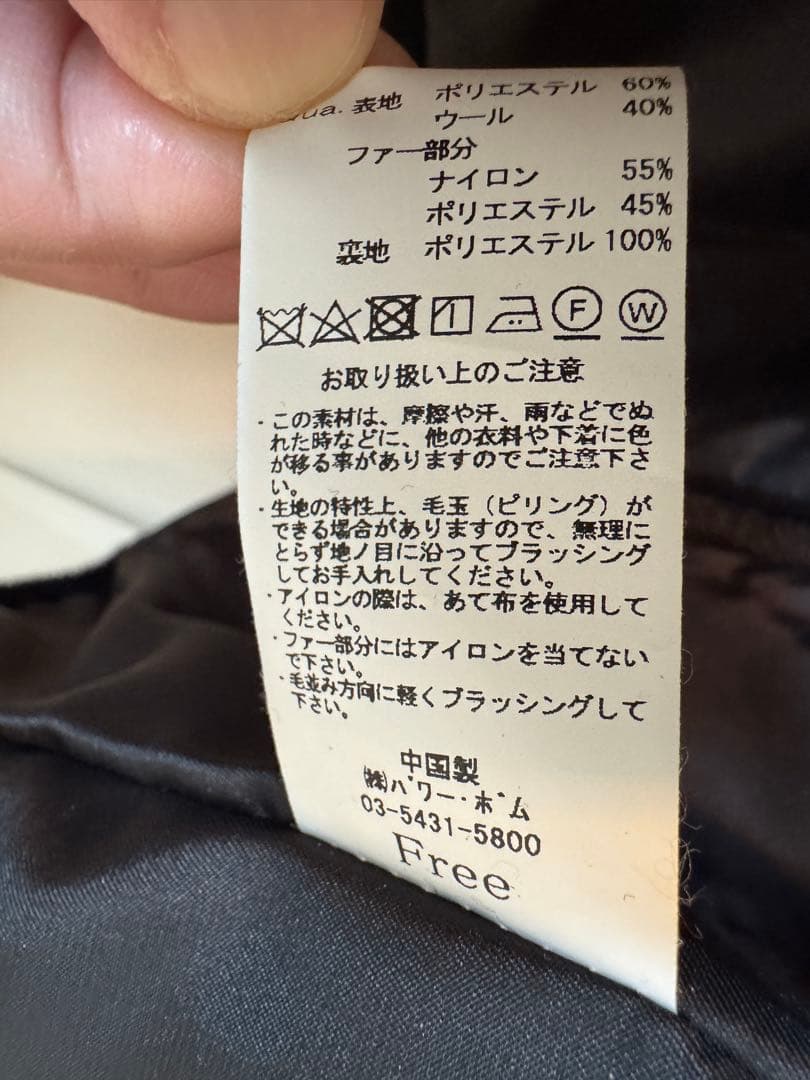 表地 ポリエステル 60%
ウール 40%
ファー部分
ナイロン 55%
ポリエステル 45%
裏地 ポリエステル 100%
F W
お取り扱い上のご注意
・この素材は、摩擦や汗、雨などでぬ
れた時などに、他の衣料や下着に色
が移る事がありますのでご注意下さ
い。
・生地の特性上、毛玉（ピリング）が
できる場合がありますので、無理に
とらず地ノ目に沿ってブラッシング
してお手入れしてください。
・アイロンの際は、あて布を使用して
ください。
・ファー部分にはアイロンを当てない
で下さい。
・毛並み方向に軽くブラッシングして
下さい。
中国製
㈱パワー・ボム
03-5431-5800
Free